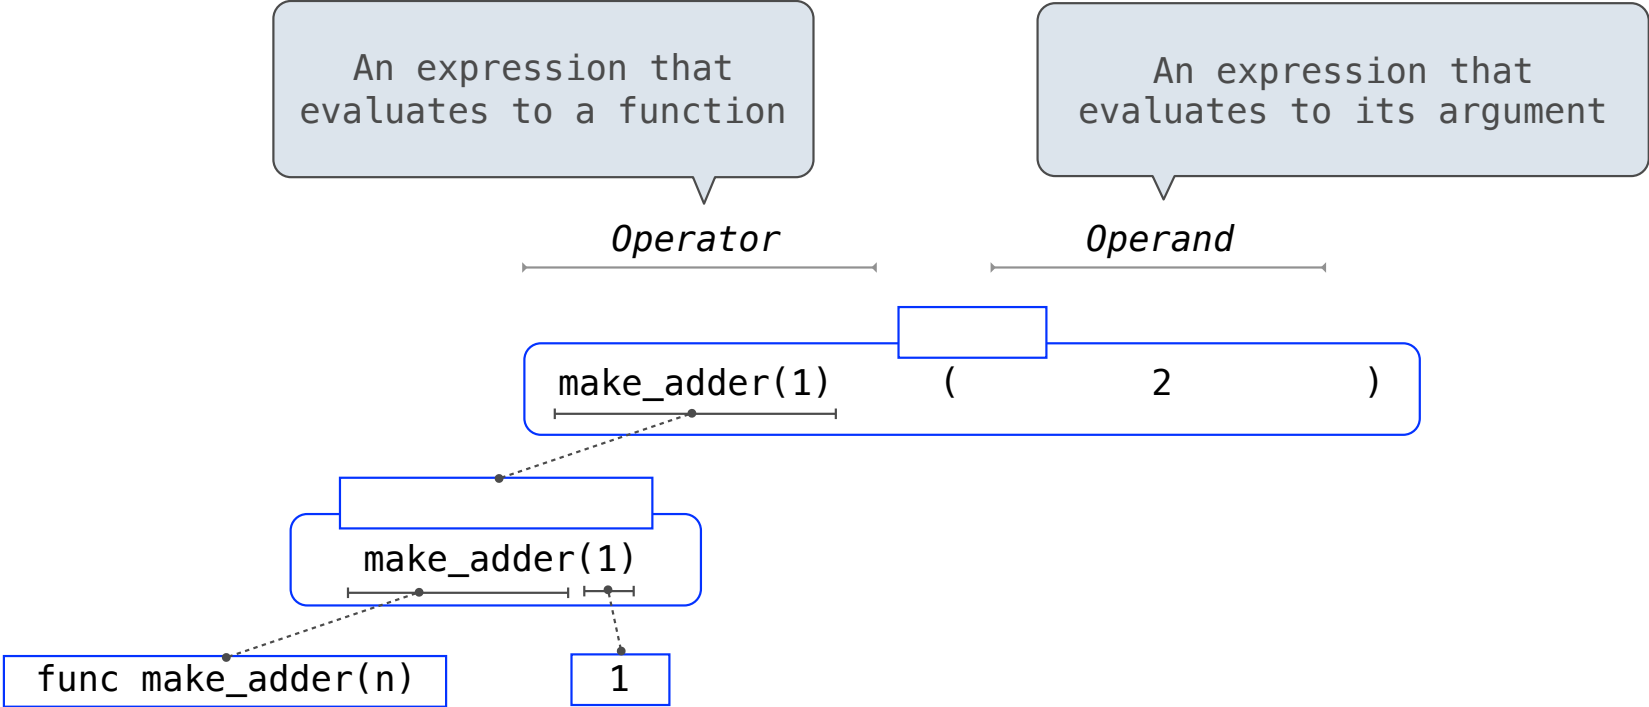 An expression that
evaluates to a function
An expression that
evaluates to its argument
Operator Operand
make_adder(1) ( 2 )
make_adder(1)
func make_adder(n) 1